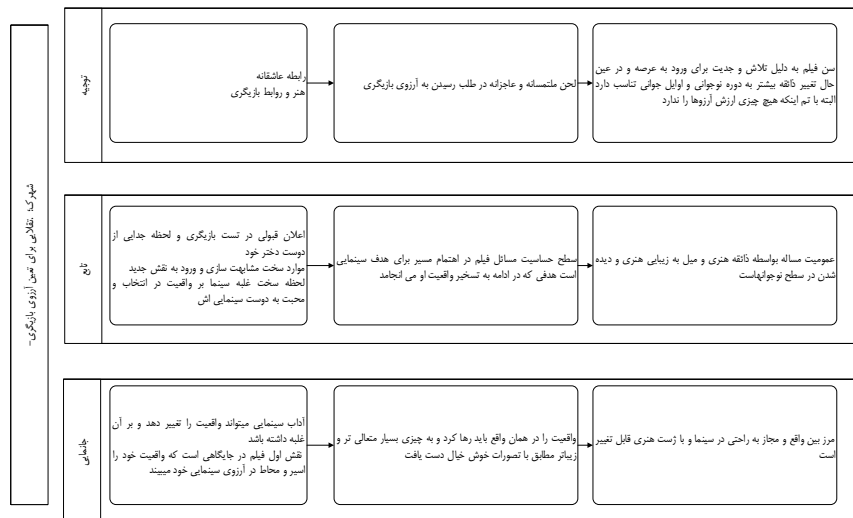 شهرک؛ تقلایی برای تعین آرزوی بازیگری-
توجیه
رابطه عاشقانه
هنر و روابط بازیگری
لحن ملتمسانه و عاجزانه در طلب رسیدن به آرزوی بازیگری
سن فیلم به دلیل تلاش و جدیت برای ورود به عرصه و در عین
حال تغییر ذائقه بیشتر به دوره نوجوانی و اوایل جوانی تناسب دارد
البته با تم اینکه هیچ چیزی ارزش آرزوها را ندارد
تابع
اعلان قبولی در تست بازیگری و لحظه جدایی از
دوست دختر خود
موارد سخت مشابهت سازی و ورود به نقش جدید
لحظه سخت غلبه سینما بر واقعیت در انتخاب و
محبت به دوست سینمایی اش
سطح حساسیت مسائل فیلم در اهتمام مسیر برای هدف سینمایی
است هدفی که در ادامه به تسخیر واقعیت او می انجامد
عمومیت مساله بواسطه ذائقه هنری و میل به زیبایی هنری و دیده
شدن در سطح نوجوانهاست
جانمایی
آداب سینمایی میتواند واقعیت را تغییر دهد و بر آن
غلبه داشته باشد
نقش اول فیلم در جایگاهی است که واقعیت خود را
اسیر و محاط در آرزوی سینمایی خود میبیند
واقعیت را در همان واقع باید رها کرد و به چیزی بسیار متعالی تر و
زیباتر مطابق با تصورات خوش خیال دست یافت
مرز بین واقع و مجاز به راحتی در سینما و با ژست هنری قابل تغییر
است